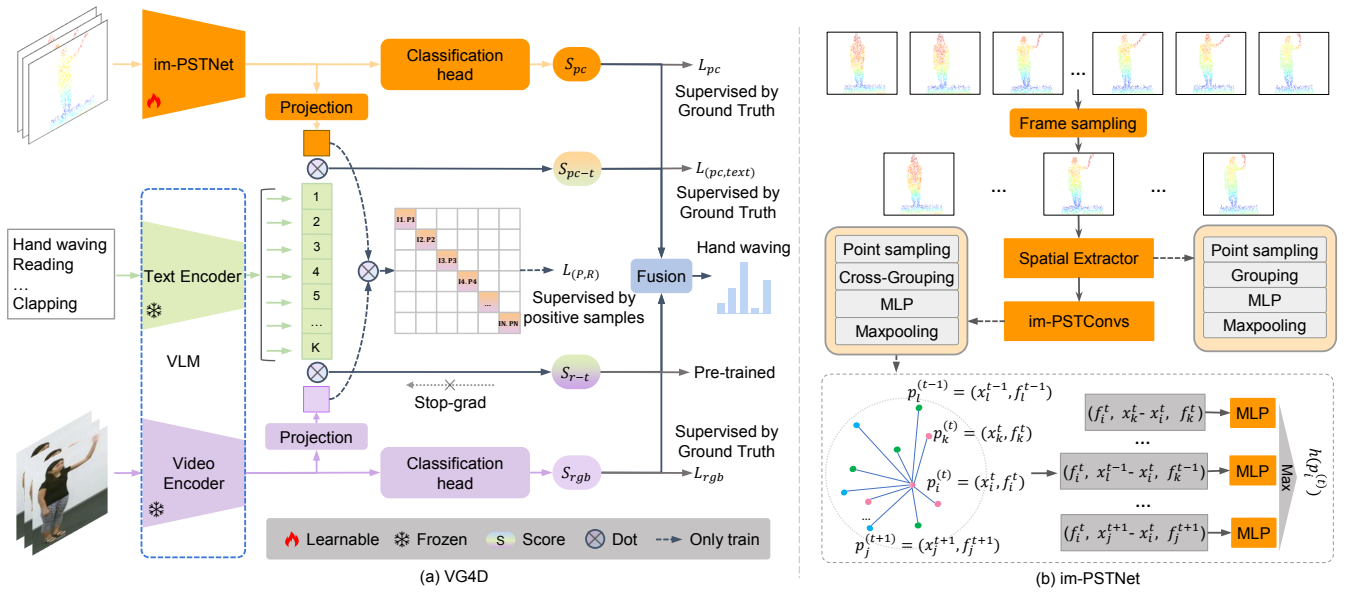 im-PSTNet
Classification
head
S_pc
L_pc
Supervised by
Ground Truth
Projection
S_pc−t
L_(pc,text)
Supervised by
Ground Truth
Hand waving
Reading
...
Clapping
Text Encoder
VLM
1
2
3
4
5
...
K
I1. P1
I2. P2
I3. P3
I4. P4
...
IN. PN
L_(P,R)
Supervised by
positive samples
Fusion
Hand waving
S_r−t
Pre-trained
Stop-grad
Video
Encoder
Projection
Classification
head
S_rgb
Supervised by
Ground Truth
L_rgb
Learnable
Frozen
S
Score
Dot
Only train
(a) VG4D
...
Frame sampling
...
...
Point sampling
Cross-Grouping
MLP
Maxpooling
Spatial Extractor
im-PSTConvs
Point sampling
Grouping
MLP
Maxpooling
p_l^(t−1) = (x_l^t−1, f_l^t−1)
p_k^(t) = (x_k^t, f_k^t)
p_i^(t) = (x_i^t, f_i^t)
...
p_j^(t+1) = (x_j^t+1, f_j^t+1)
(f_i^t, x_k^t - x_i^t, f_k^t)
MLP
...
(f_i^t, x_l^t−1 - x_i^t, f_k^t−1)
MLP
...
(f_i^t, x_j^t+1 - x_i^t, f_j^t+1)
MLP
Max
h(p_i^(t))
(b) im-PSTNet